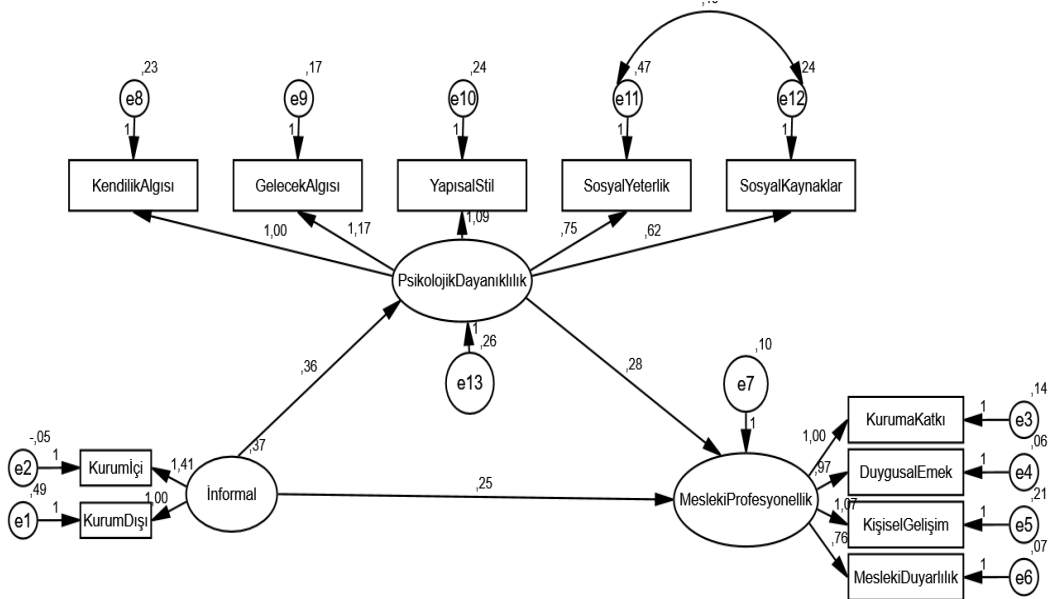 ,23
,17
,24
,47
,24
e8
e9
e10
e11
e12
1
1
1
1
1
KendilikAlgısı
GelecekAlgısı
YapısalStil
SosyalYeterlik
SosyalKaynaklar
1,00
1,17
1,09
,75
,62
PsikolojikDayanıklılık
1
,26
e13
,36
,28
,10
e7
1
,14
KurumaKatkı
1
e3
1,00
,06
-,05
e2
1
Kurumİçi
1,41
,37
DuygusalEmek
1
e4
,97
,49
e1
1
KurumDışı
1,00
İnformal
,25
MeslekiProfesyonellik
,21
KişiselGelişim
1
e5
1,07
,07
MeslekiDuyarlılık
1
e6
,76